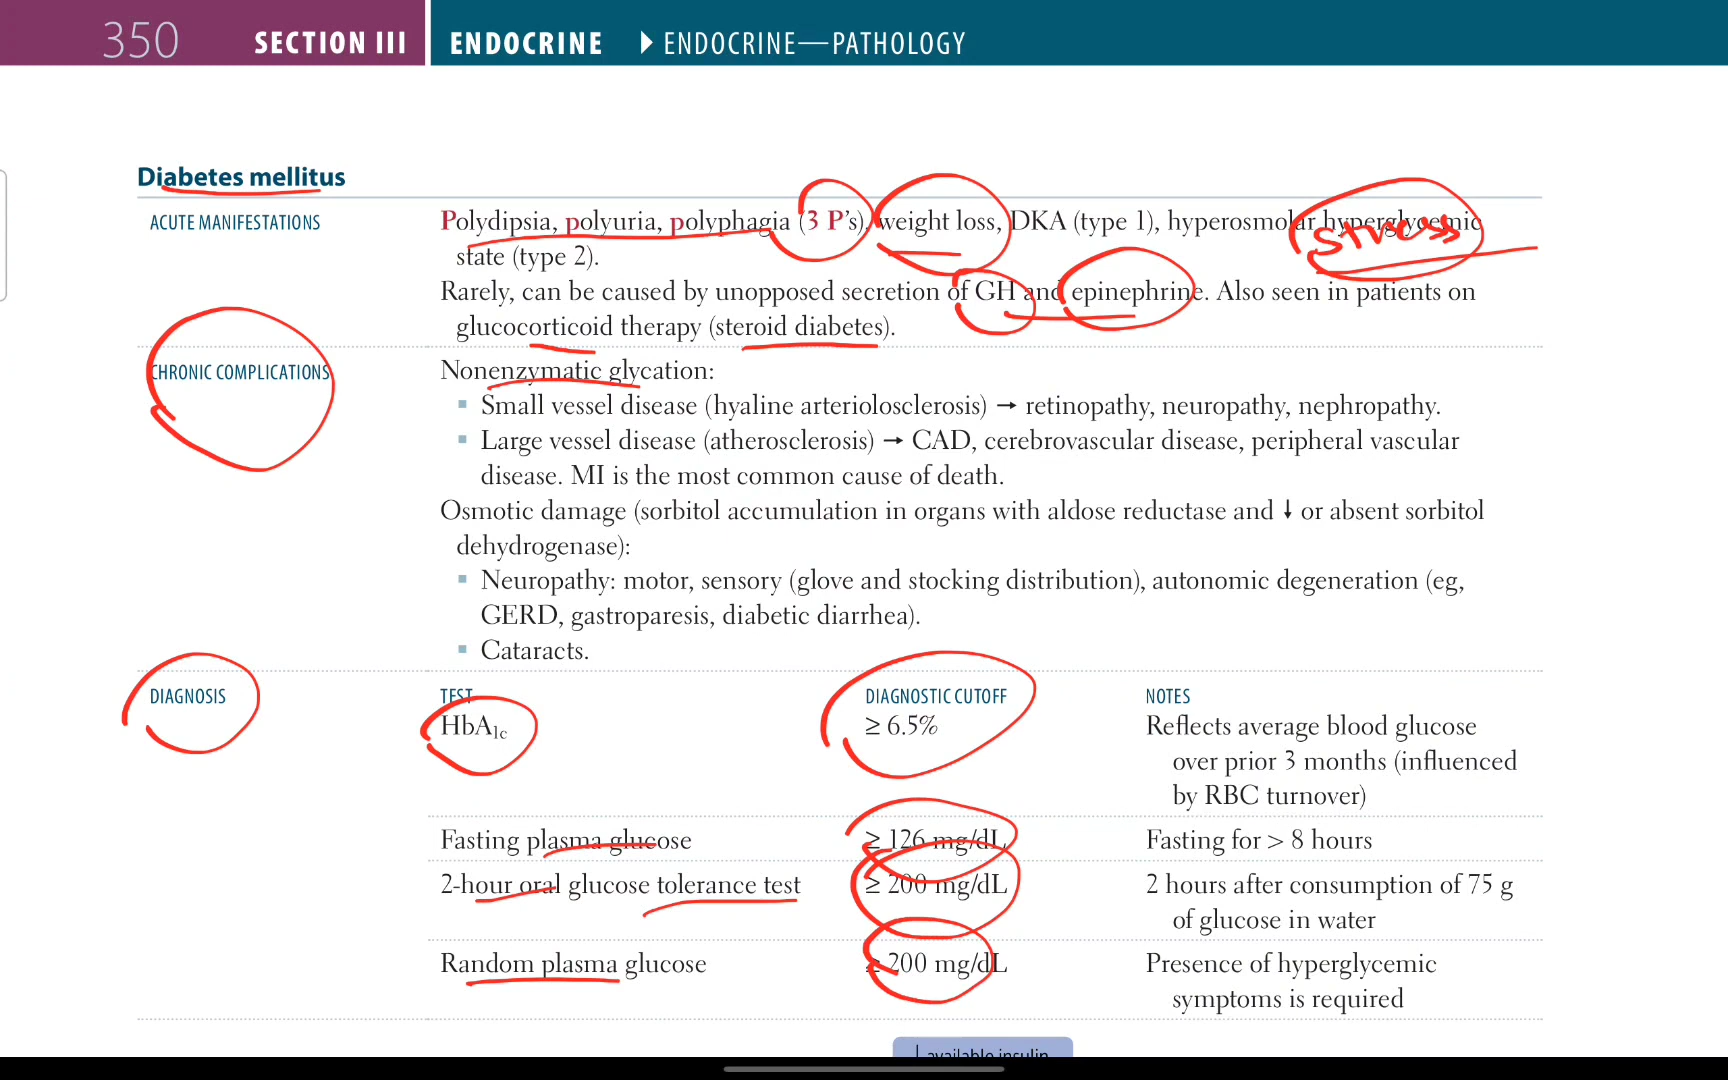 350 SECTION III ENDOCRINE ▶ ENDOCRINE—PATHOLOGY
Diabetes mellitus
ACUTE MANIFESTATIONS
Polydipsia, polyuria, polyphagia (3 P's), weight loss, DKA (type 1), hyperosmolar hyperglycemic
state (type 2).
stress
Rarely, can be caused by unopposed secretion of GH and epinephrine. Also seen in patients on
glucocorticoid therapy (steroid diabetes).
CHRONIC COMPLICATIONS
Nonenzymatic glycation:
▪ Small vessel disease (hyaline arteriolosclerosis) → retinopathy, neuropathy, nephropathy.
▪ Large vessel disease (atherosclerosis) → CAD, cerebrovascular disease, peripheral vascular
disease. MI is the most common cause of death.
Osmotic damage (sorbitol accumulation in organs with aldose reductase and ↓ or absent sorbitol
dehydrogenase):
▪ Neuropathy: motor, sensory (glove and stocking distribution), autonomic degeneration (eg,
GERD, gastroparesis, diabetic diarrhea).
▪ Cataracts.
DIAGNOSIS
TEST DIAGNOSTIC CUTOFF NOTES
HbA1c ≥ 6.5% Reflects average blood glucose
over prior 3 months (influenced
by RBC turnover)
Fasting plasma glucose ≥ 126 mg/dL Fasting for > 8 hours
2-hour oral glucose tolerance test ≥ 200 mg/dL 2 hours after consumption of 75 g
of glucose in water
Random plasma glucose ≥ 200 mg/dL Presence of hyperglycemic
symptoms is required
↓ available insulin